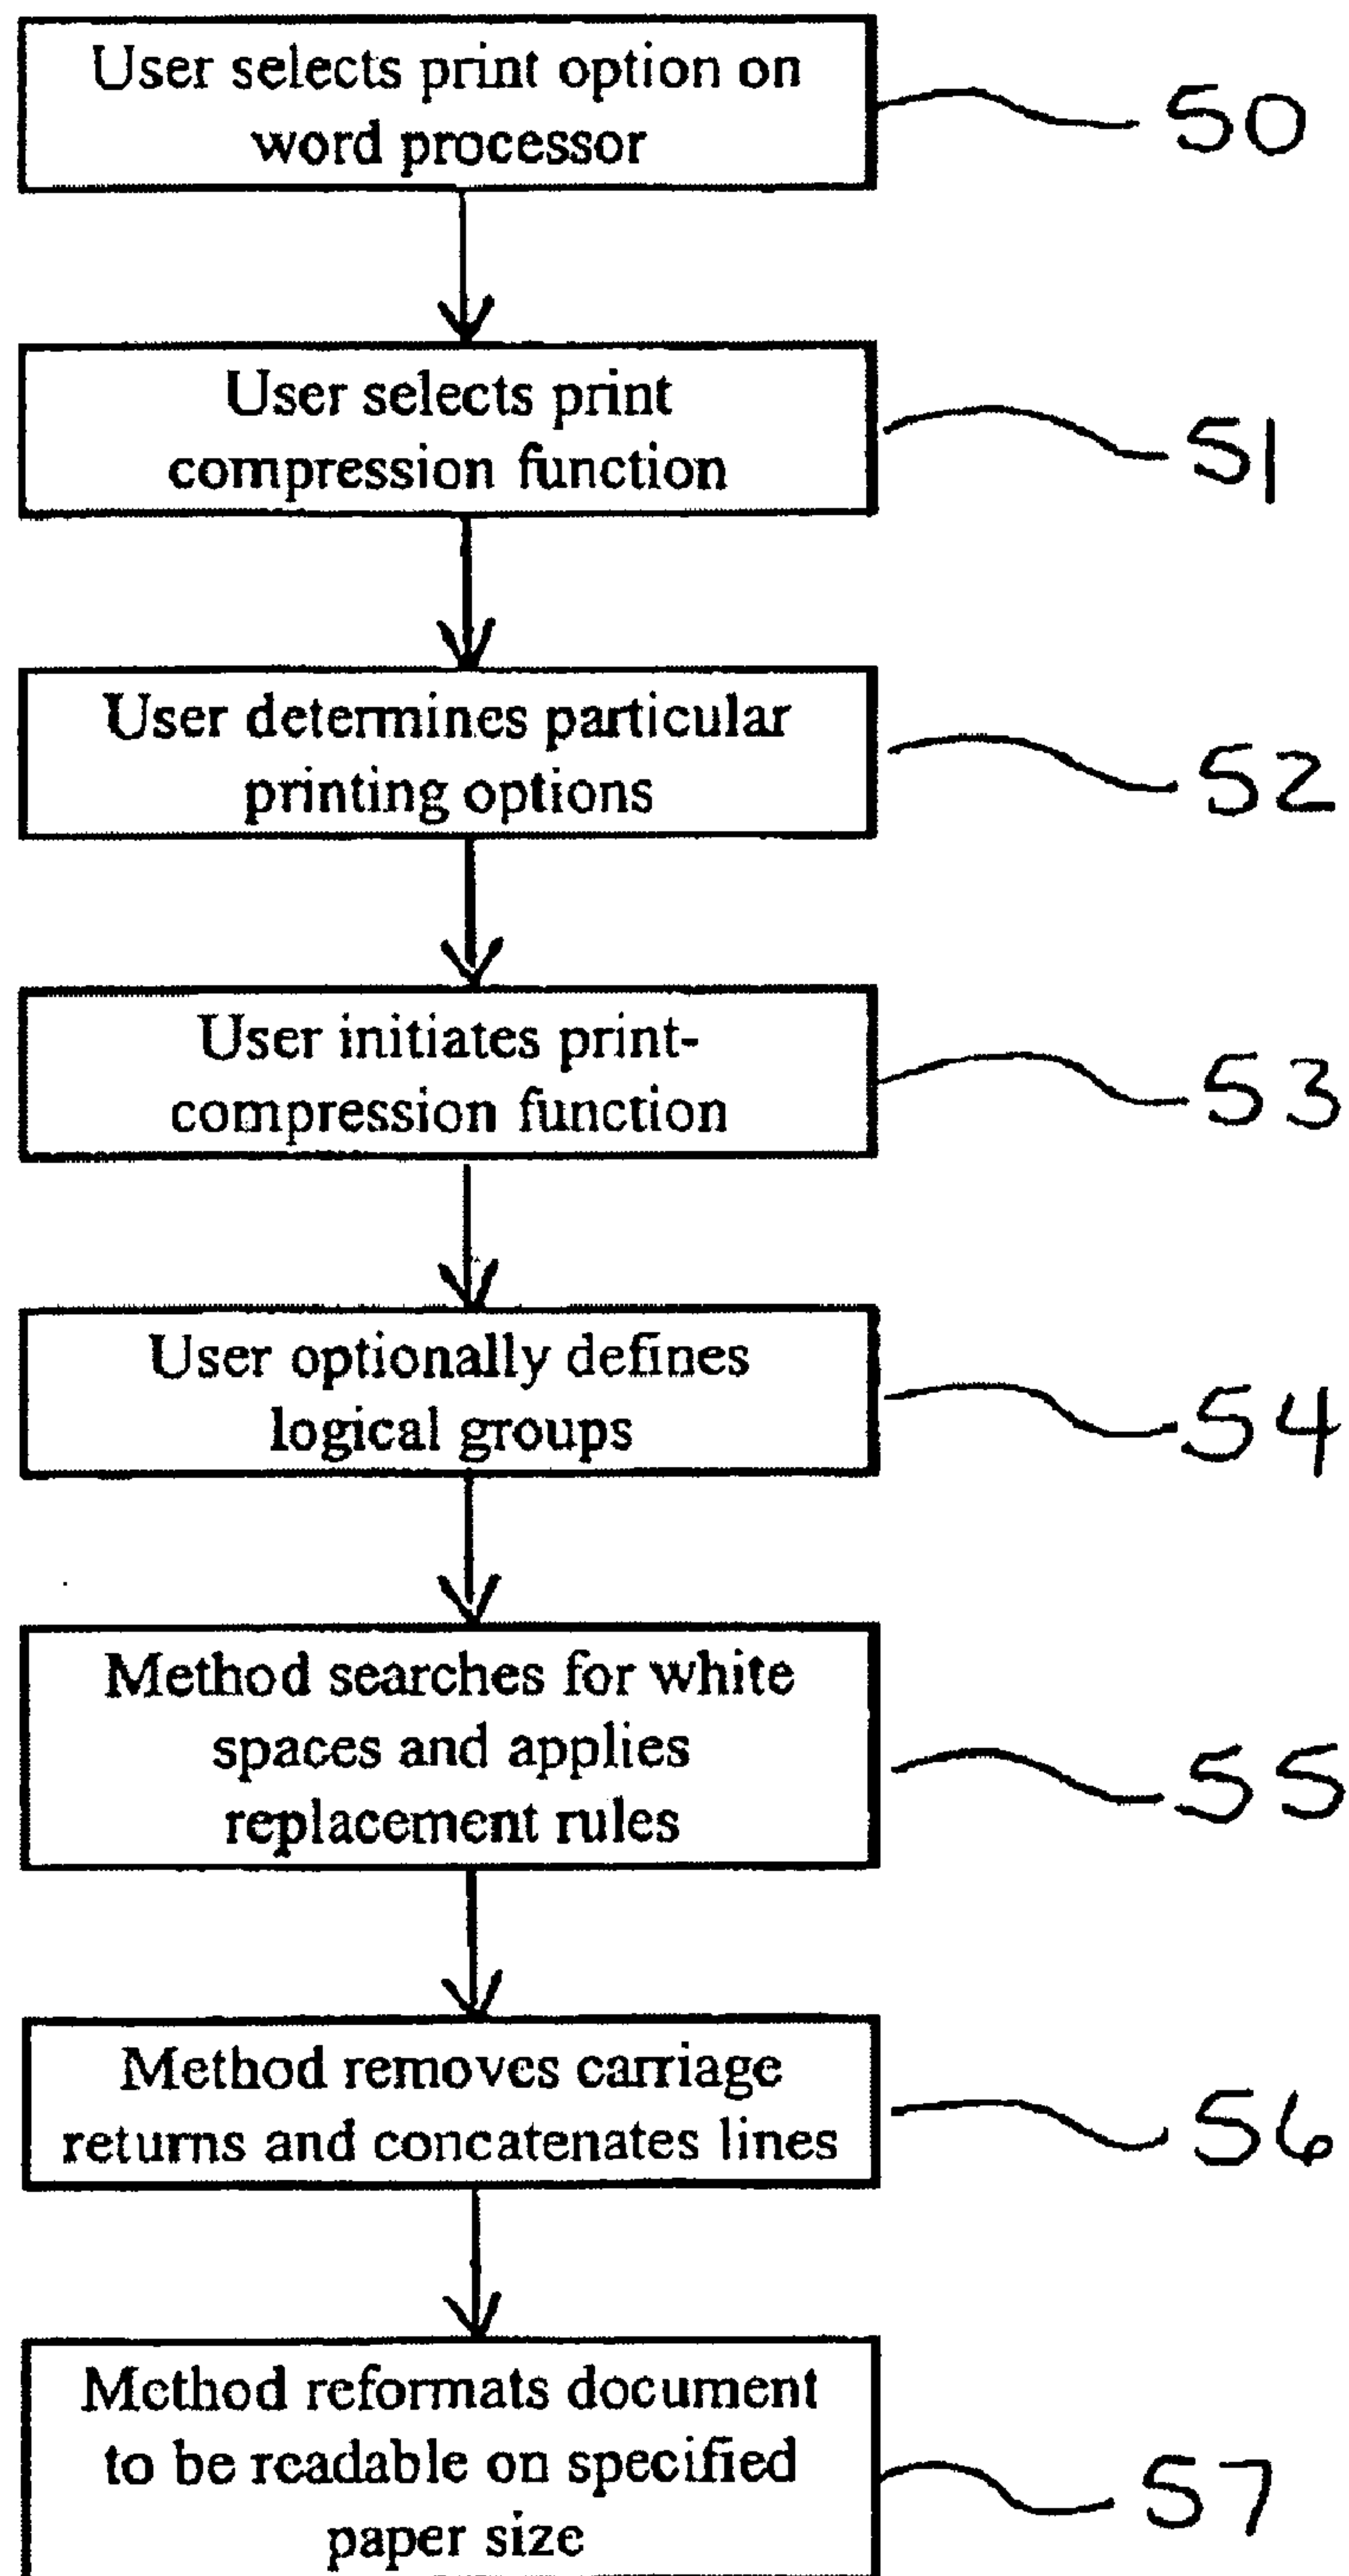 User selects print option on
word processor
50
User selects print
compression function
51
User determines particular
printing options
52
User initiates print-
compression function
53
User optionally defines
logical groups
54
Method searches for white
spaces and applies
replacement rules
55
Method removes carriage
returns and concatenates lines
56
Method reformats document
to be readable on specified
paper size
57